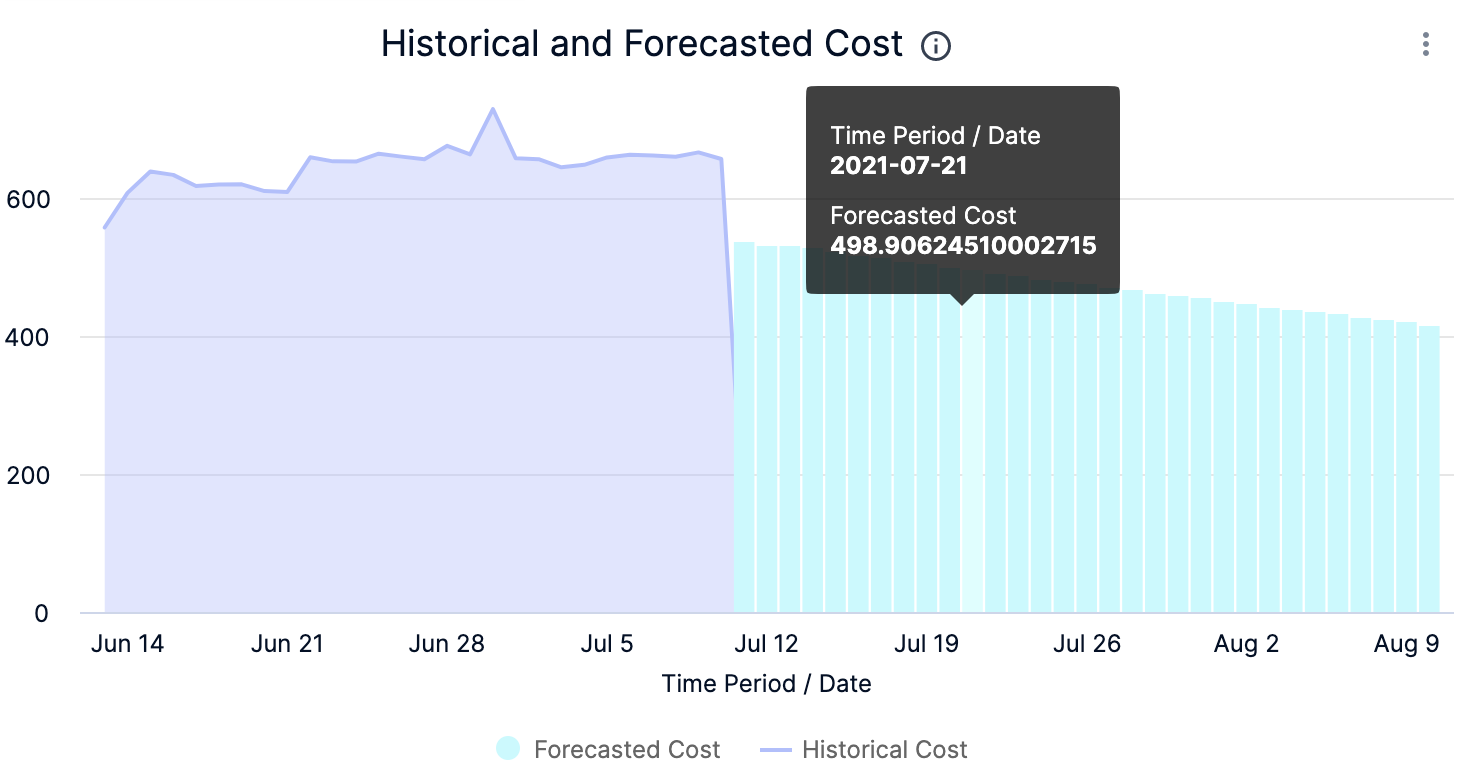 Historical and Forecasted Cost
Time Period / Date
2021-07-21
Forecasted Cost
498.90624510002715
600
400
200
0
Jun 14 Jun 21 Jun 28 Jul 5 Jul 12 Jul 19 Jul 26 Aug 2 Aug 9
Time Period / Date
Forecasted Cost Historical Cost